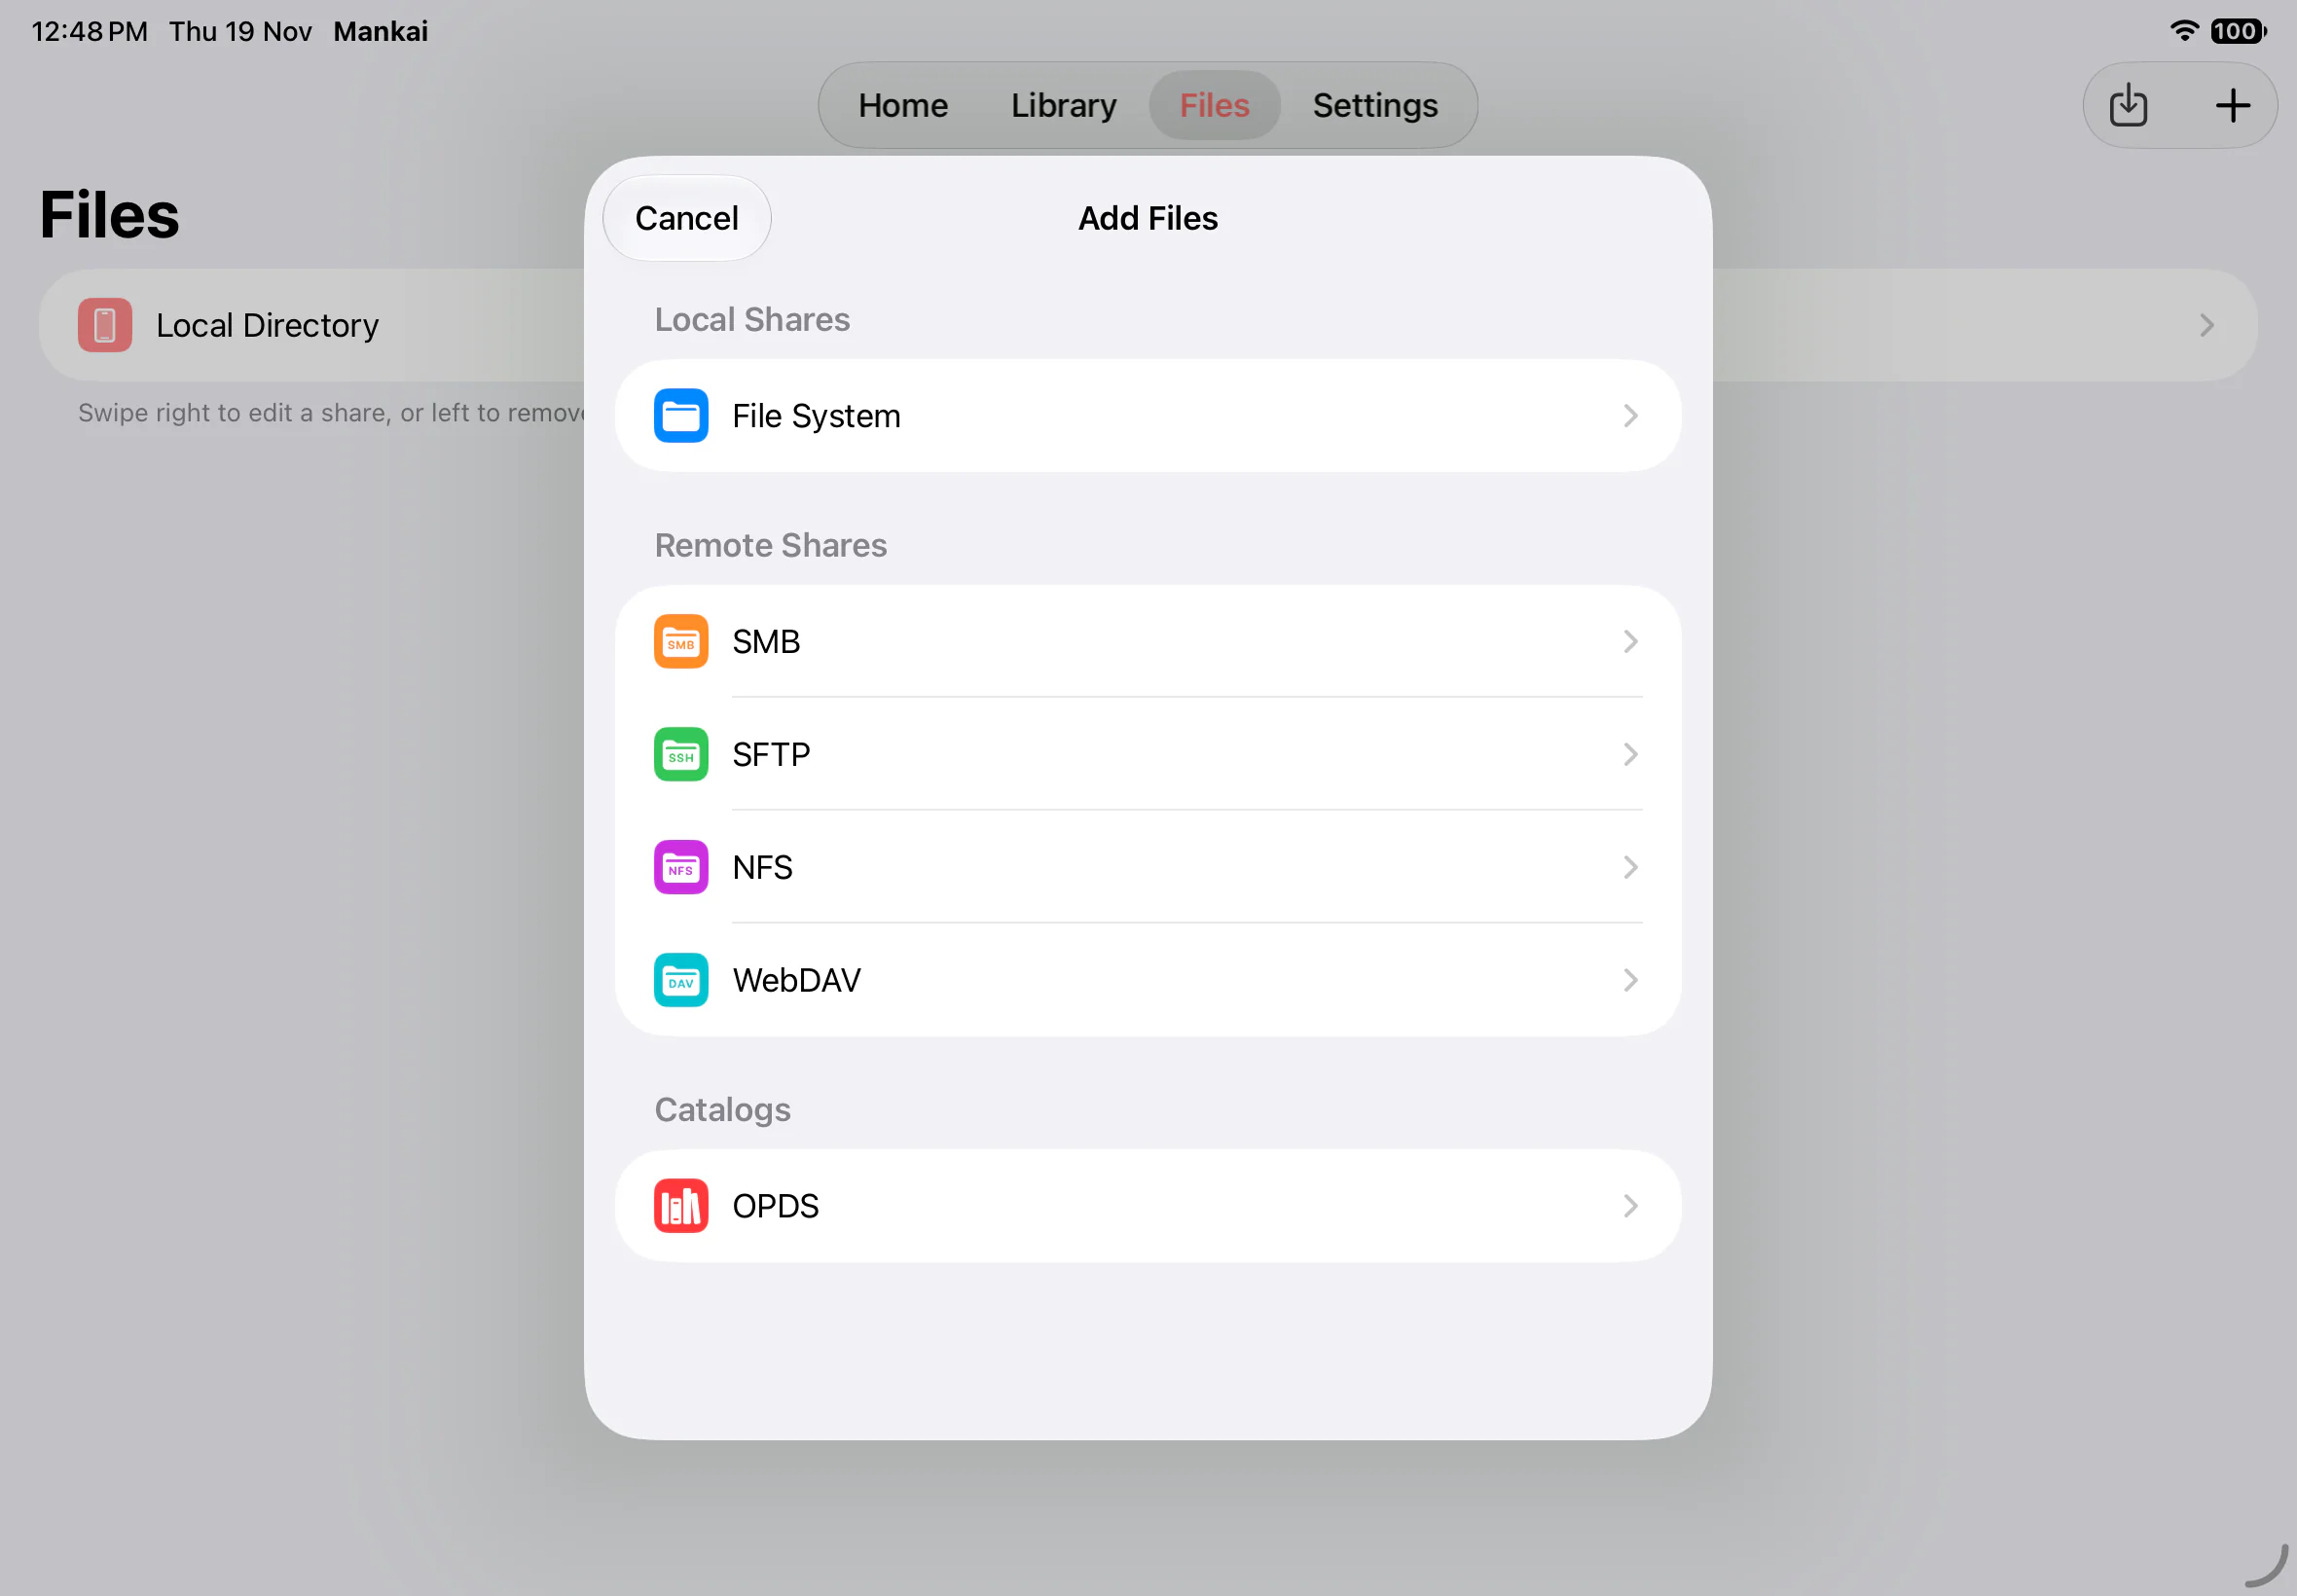 12:48 PM Thu 19 Nov Mankai
100
Home Library Files Settings
Files
Local Directory
Swipe right to edit a share, or left to remove
Cancel
Add Files
Local Shares
File System
Remote Shares
SMB SMB
SSH SFTP
NFS NFS
DAV WebDAV
Catalogs
OPDS